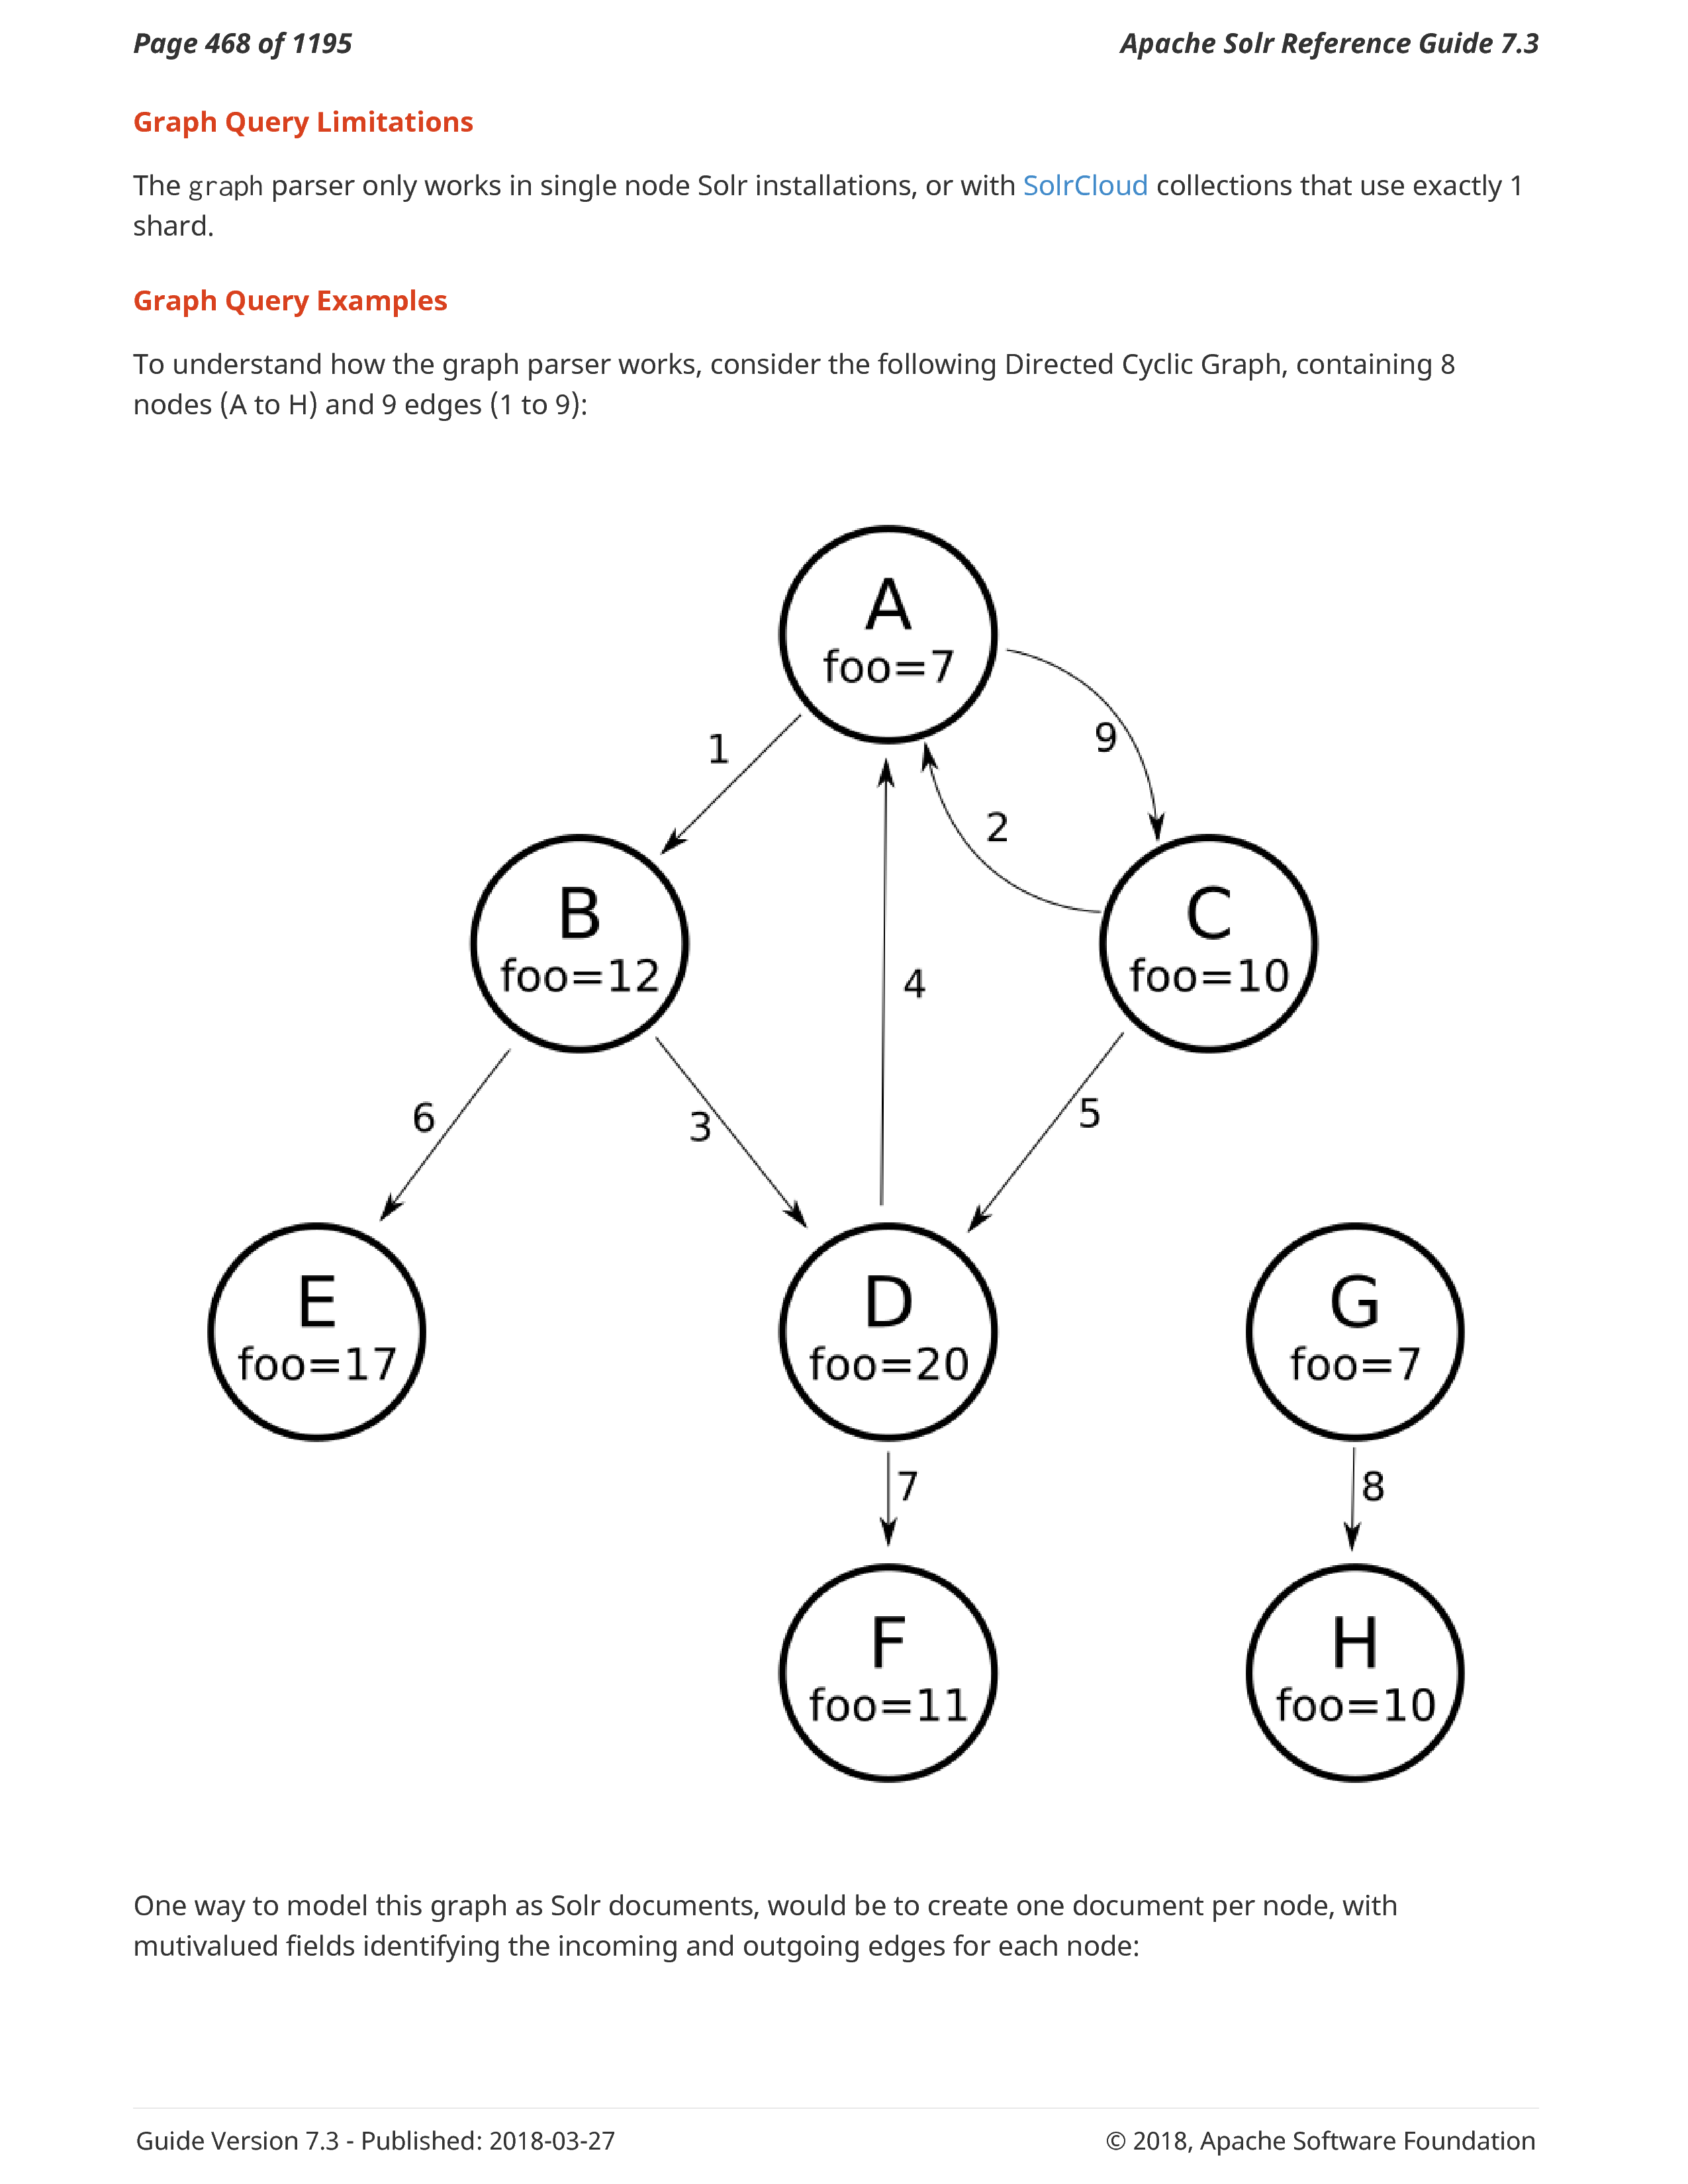 Page 468 of 1195
Apache Solr Reference Guide 7.3
Graph Query Limitations
The graph parser only works in single node Solr installations, or with SolrCloud collections that use exactly 1
shard.
Graph Query Examples
To understand how the graph parser works, consider the following Directed Cyclic Graph, containing 8
nodes (A to H) and 9 edges (1 to 9):
A
foo=7
1
9
2
B
foo=12
C
foo=10
4
6
3
5
E
foo=17
D
foo=20
G
foo=7
7
8
F
foo=11
H
foo=10
One way to model this graph as Solr documents, would be to create one document per node, with
mutivalued fields identifying the incoming and outgoing edges for each node:
Guide Version 7.3 - Published: 2018-03-27
© 2018, Apache Software Foundation